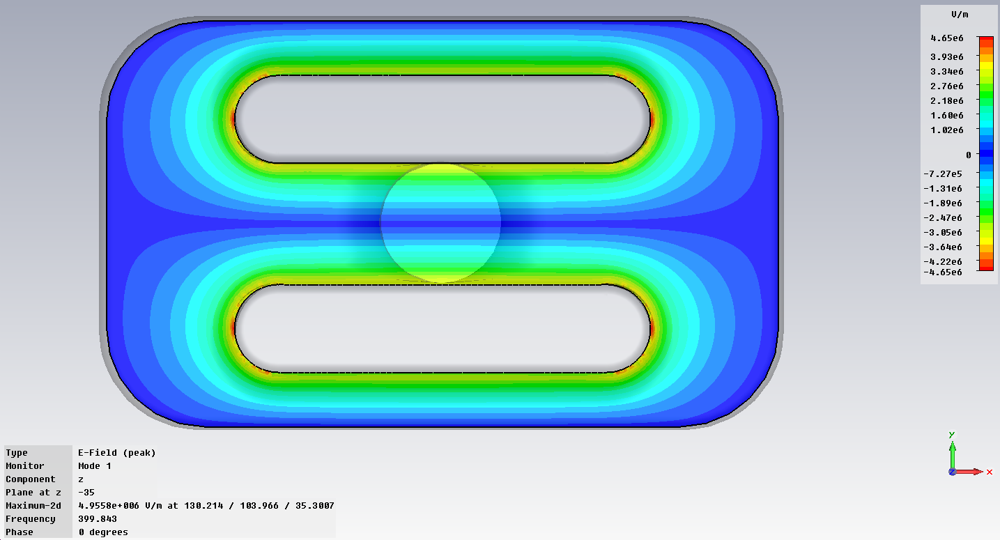 V/m
4.65e6
3.93e6
3.34e6
2.76e6
2.18e6
1.60e6
1.02e6
0
-7.27e5
-1.31e6
-1.89e6
-2.47e6
-3.05e6
-3.64e6
-4.22e6
-4.65e6
y
z x
Type E-Field (peak)
Monitor Mode 1
Component z
Plane at z -35
Maximum-2d 4.9558e+006 V/m at 130.214 / 103.966 / 35.3007
Frequency 399.843
Phase 0 degrees